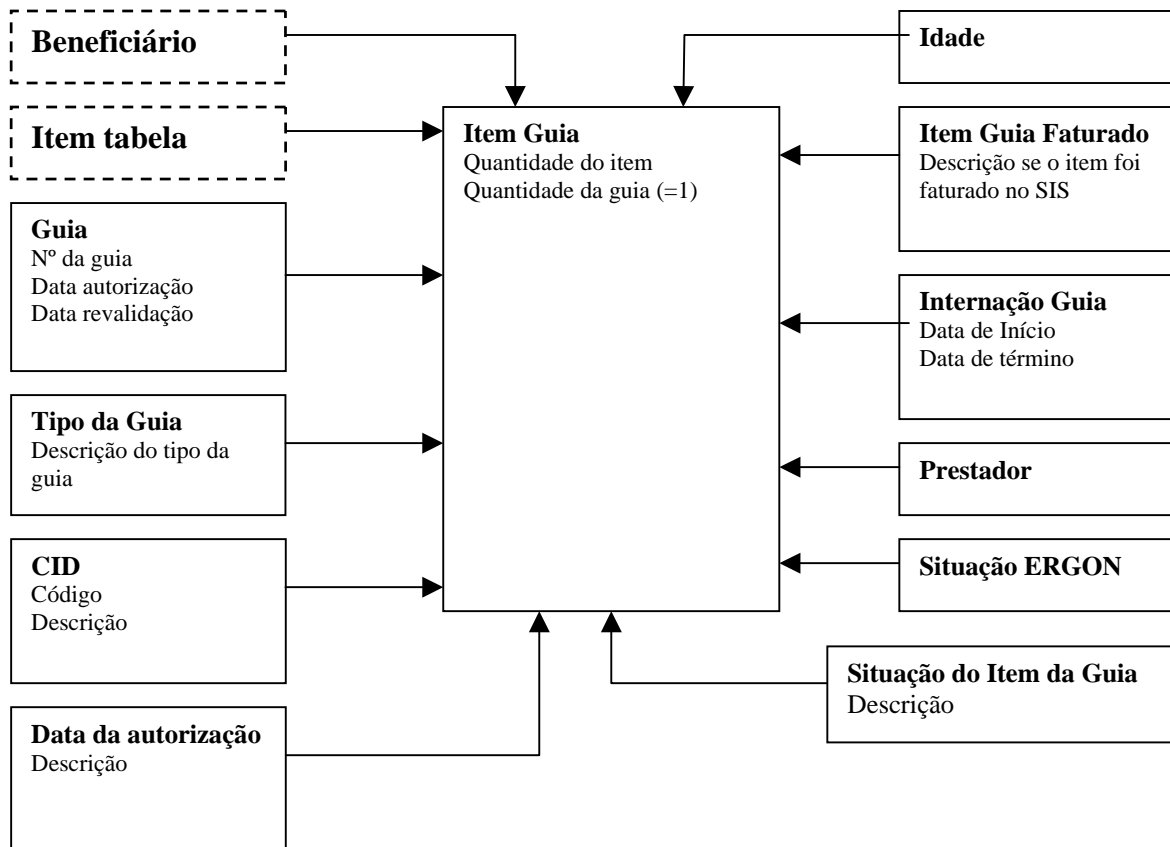 Beneficiário
Item tabela
Guia
Nº da guia
Data autorização
Data revalidação
Tipo da Guia
Descrição do tipo da
guia
CID
Código
Descrição
Data da autorização
Descrição
Item Guia
Quantidade do item
Quantidade da guia (=1)
Idade
Item Guia Faturado
Descrição se o item foi
faturado no SIS
Internação Guia
Data de Início
Data de término
Prestador
Situação ERGON
Situação do Item da Guia
Descrição